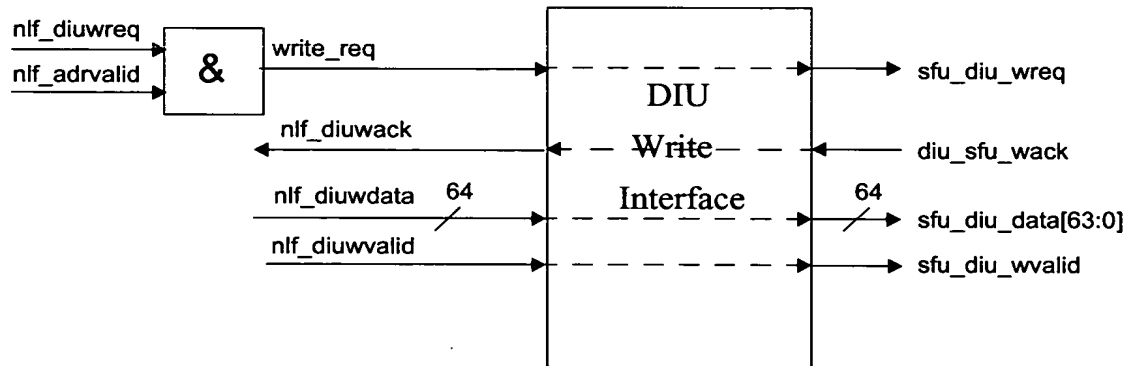 nlf_diuwreq
nlf_adrvalid
&
write_req
sfu_diu_wreq
DIU
nlf_diuwack
Write
diu_sfu_wack
nlf_diuwdata
64
Interface
64
sfu_diu_data[63:0]
nlf_diuwvalid
sfu_diu_wvalid